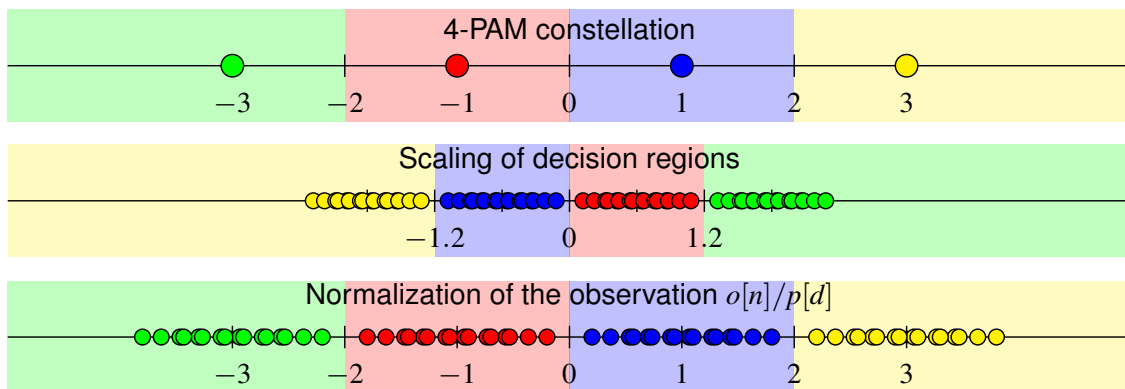 4-PAM constellation
−3 −2 −1 0 1 2 3
Scaling of decision regions
−1.2 0 1.2
Normalization of the observation o[n]/p[d]
−3 −2 −1 0 1 2 3